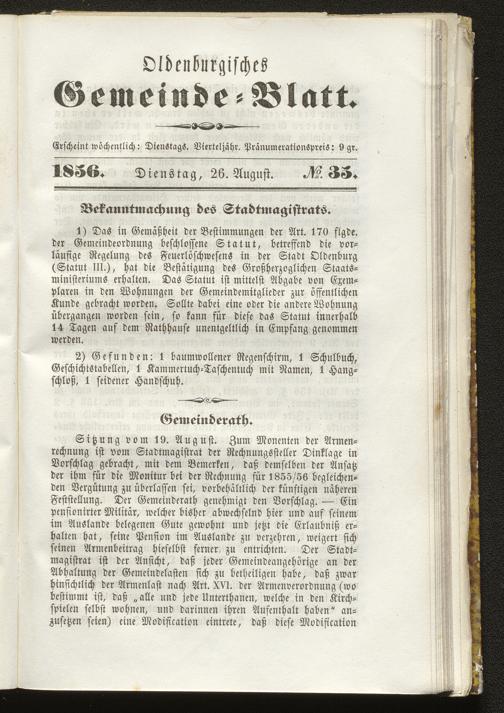 Oldenburgisches
Gemeinde-Blatt.
Erscheint wöchentlich: Dienstags. Vierteljähr. Pränumerationspreis: 9 gr.
1856. Dienstag, 26. August. № 35.
Bekanntmachung des Stadtmagistrats.
1) Das in Gemäßheit der Bestimmungen der Art. 170 flgde.
der Gemeindeordnung beschlossene Statut, betreffend die vor-
läufige Regelung des Feuerlöschwesens in der Stadt Oldenburg
(Statut III.), hat die Bestätigung des Großherzoglichen Staats-
ministeriums erhalten. Das Statut ist mittelst Abgabe von Exem-
plaren in den Wohnungen der Gemeindemitglieder zur öffentlichen
Kunde gebracht worden. Sollte dabei eine oder die andere Wohnung
übergangen worden sein, so kann für diese das Statut innerhalb
14 Tagen auf dem Rathhause unentgeltlich in Empfang genommen
werden.
2) Gefunden: 1 baumwollener Regenschirm, 1 Schulbuch,
Geschichtstabellen, 1 Kammertuch-Taschentuch mit Namen, 1 Hang-
schloß, 1 seidener Handschuh.
Gemeinderath.
Sitzung vom 19. August. Zum Monenten der Armen-
rechnung ist vom Stadtmagistrat der Rechnungssteller Dinklage in
Vorschlag gebracht, mit dem Bemerken, daß demselben der Ansatz
der ihm für die Monitur bei der Rechnung für 1855/56 begleichen-
den Vergütung zu überlassen sei, vorbehältlich der künftigen näheren
Feststellung. Der Gemeinderath genehmigt den Vorschlag. — Ein
pensionirter Militär, welcher bisher abwechselnd hier und auf seinem
im Auslande belegenen Gute gewohnt und jetzt die Erlaubniß er-
halten hat, seine Pension im Auslande zu verzehren, weigert sich
seinen Armenbeitrag hieselbst ferner zu entrichten. Der Stadt-
magistrat ist der Ansicht, daß jeder Gemeindeangehörige an der
Abhaltung der Gemeindelasten sich zu betheiligen habe, daß zwar
hinsichtlich der Armenlast nach Art. XVI. der Armenverordnung (wo
bestimmt ist, daß „alle und jede Unterthanen, welche in den Kirch-
spielen selbst wohnen, und darinnen ihren Aufenthalt haben“ an-
zusetzen seien) eine Modification eintrete, daß diese Modification